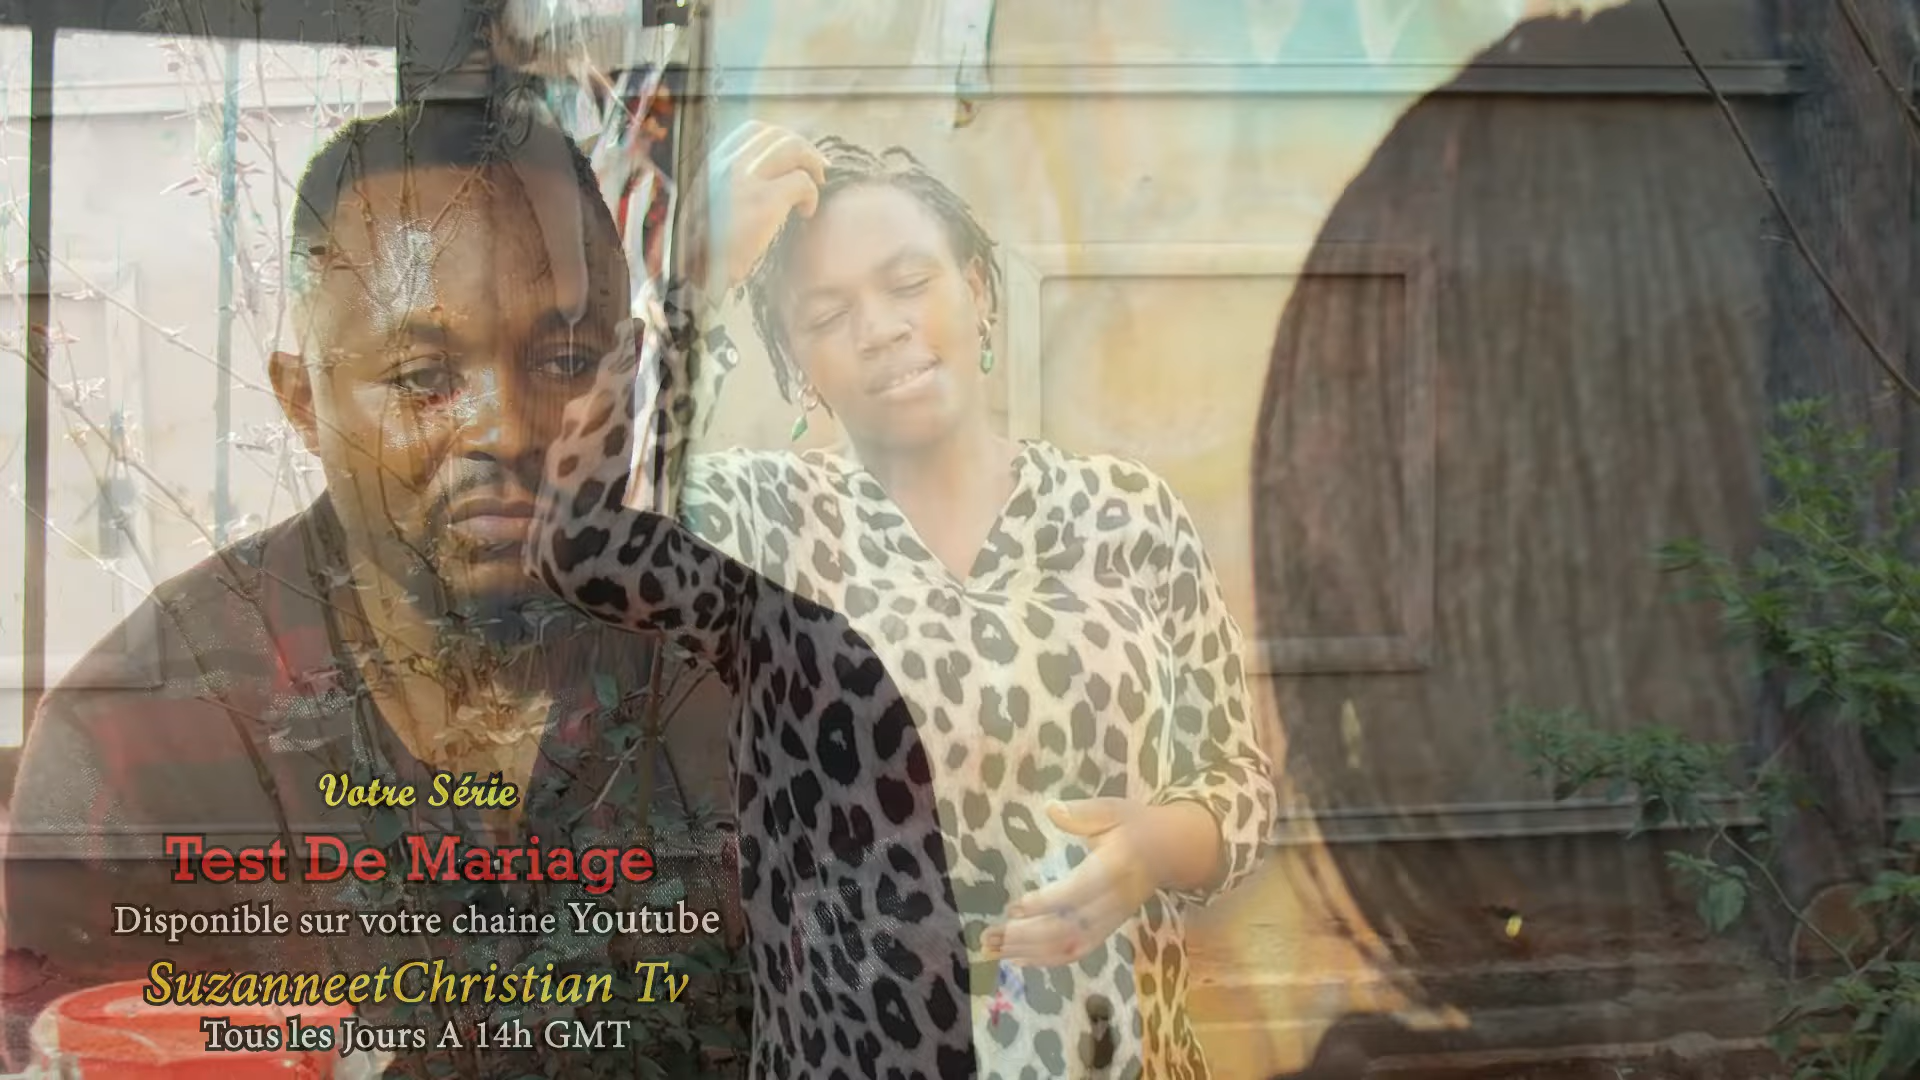 Votre Série
Test De Mariage
Disponible sur votre chaine Youtube
SuzanneetChristian Tv
Tous les Jours A 14h GMT